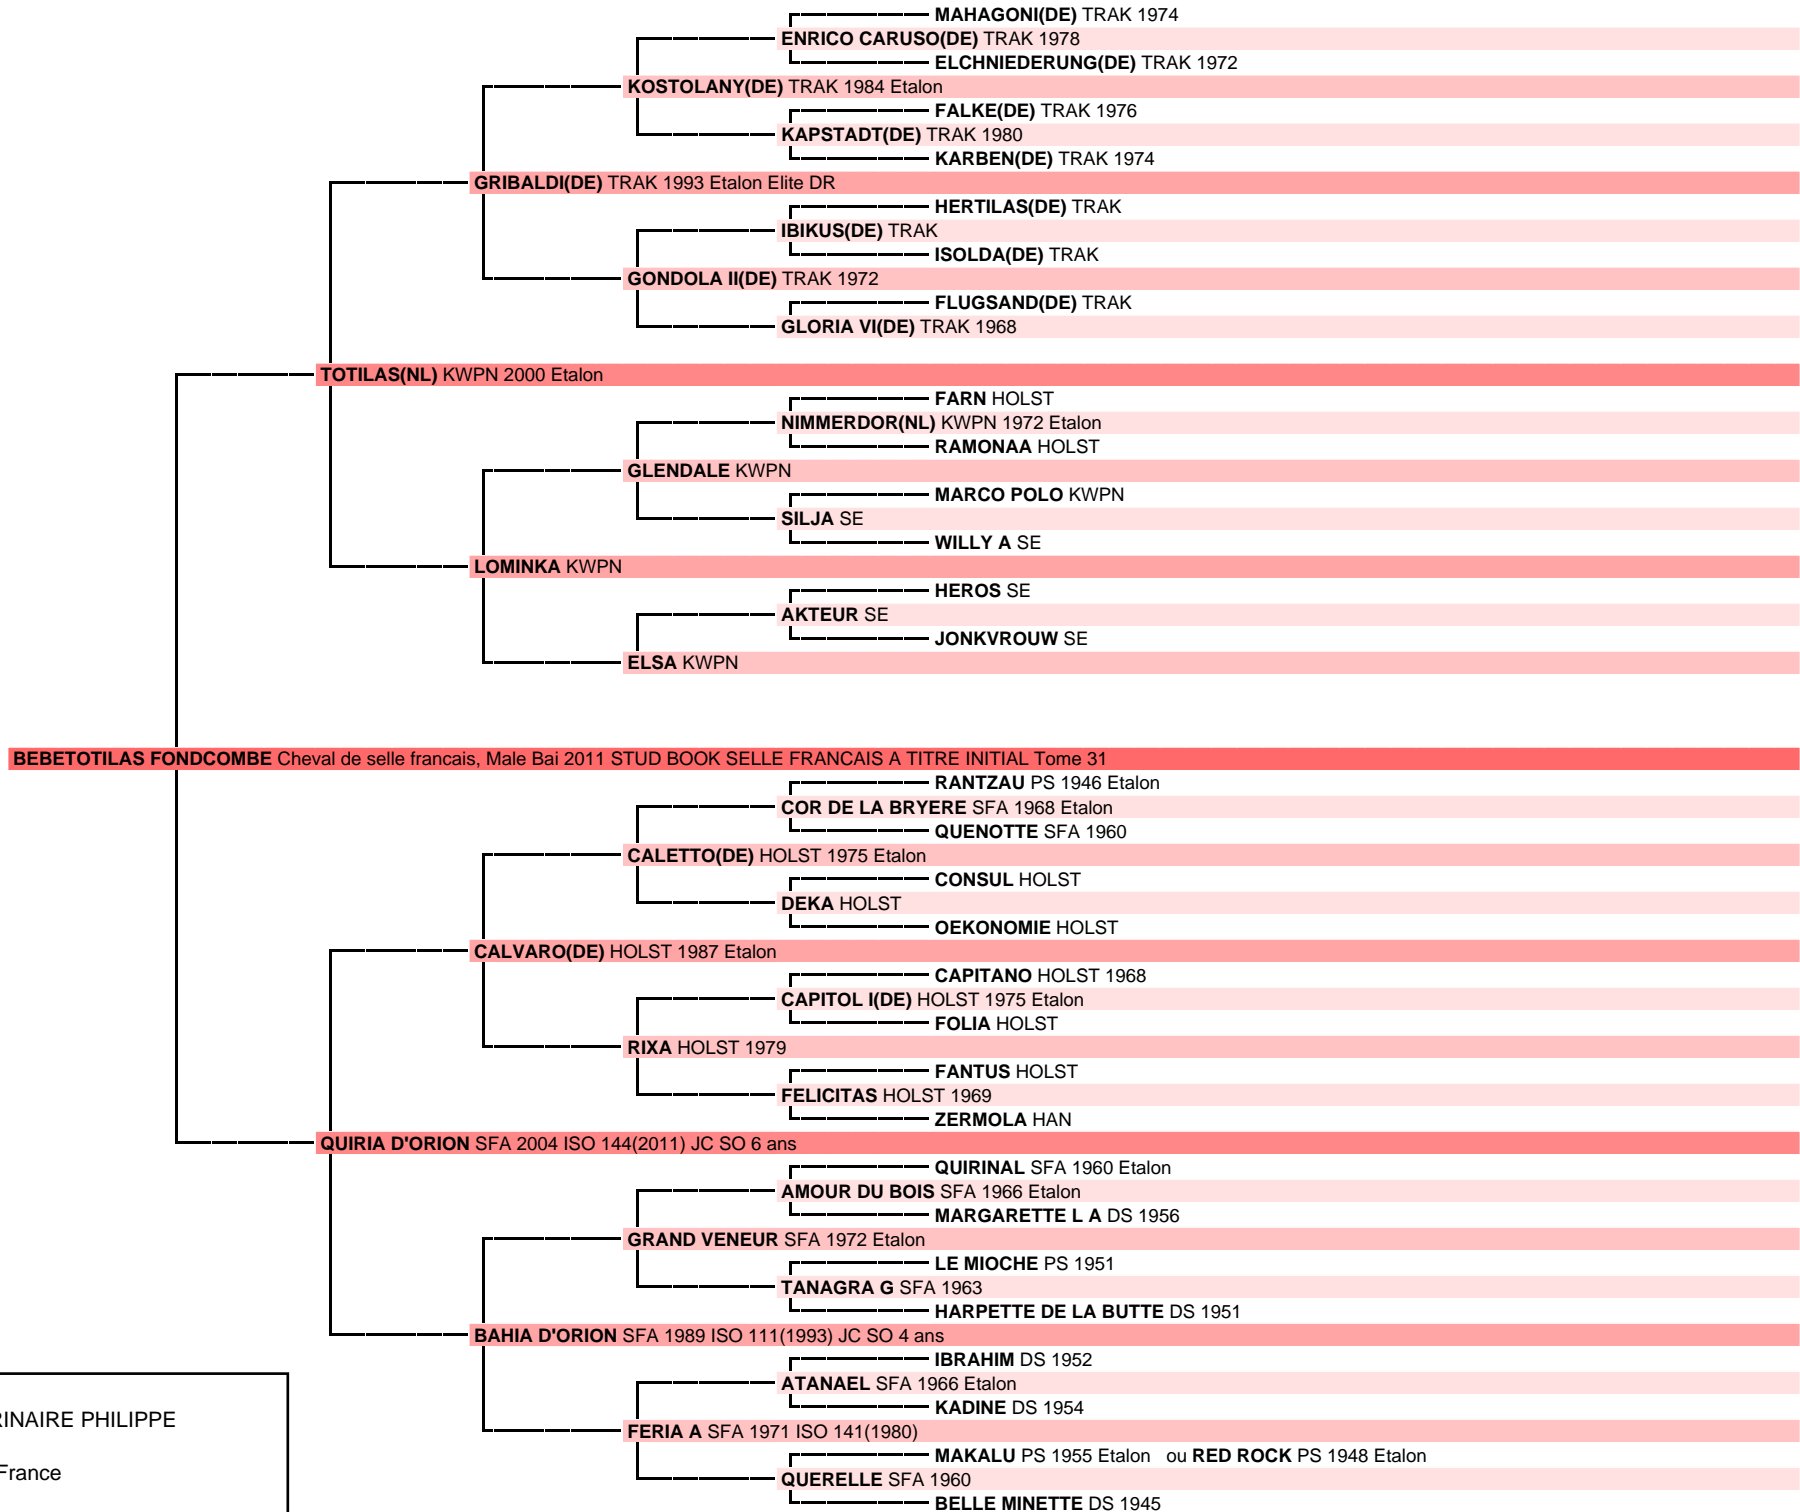 MAHAGONI(DE) TRAK 1974
ENRICO CARUSO(DE) TRAK 1978
ELCHNIEDERUNG(DE) TRAK 1972
KOSTOLANY(DE) TRAK 1984 Etalon
FALKE(DE) TRAK 1976
KAPSTADT(DE) TRAK 1980
KARBEN(DE) TRAK 1974
GRIBALDI(DE) TRAK 1993 Etalon Elite DR
HERTILAS(DE) TRAK
IBIKUS(DE) TRAK
ISOLDA(DE) TRAK
GONDOLA II(DE) TRAK 1972
FLUGSAND(DE) TRAK
GLORIA VI(DE) TRAK 1968
TOTILAS(NL) KWPN 2000 Etalon
FARN HOLST
NIMMERDOR(NL) KWPN 1972 Etalon
RAMONAA HOLST
GLENDALE KWPN
MARCO POLO KWPN
SILJA SE
WILLY A SE
LOMINKA KWPN
HEROS SE
AKTEUR SE
JONKVROUW SE
ELSA KWPN
BEBETOTILAS FONDCOMBE Cheval de selle francais, Male Bai 2011 STUD BOOK SELLE FRANCAIS A TITRE INITIAL Tome 31
RANTZAU PS 1946 Etalon
COR DE LA BRYERE SFA 1968 Etalon
QUENOTTE SFA 1960
CALETTO(DE) HOLST 1975 Etalon
CONSUL HOLST
DEKA HOLST
OEKONOMIE HOLST
CALVARO(DE) HOLST 1987 Etalon
CAPITANO HOLST 1968
CAPITOL I(DE) HOLST 1975 Etalon
FOLIA HOLST
RIXA HOLST 1979
FANTUS HOLST
FELICITAS HOLST 1969
ZERMOLA HAN
QUIRIA D'ORION SFA 2004 ISO 144(2011) JC SO 6 ans
QUIRINAL SFA 1960 Etalon
AMOUR DU BOIS SFA 1966 Etalon
MARGARETTE L A DS 1956
GRAND VENEUR SFA 1972 Etalon
LE MIOCHE PS 1951
TANAGRA G SFA 1963
HARPETTE DE LA BUTTE DS 1951
BAHIA D'ORION SFA 1989 ISO 111(1993) JC SO 4 ans
IBRAHIM DS 1952
ATANAEL SFA 1966 Etalon
KADINE DS 1954
FERIA A SFA 1971 ISO 141(1980)
MAKALU PS 1955 Etalon ou RED ROCK PS 1948 Etalon
QUERELLE SFA 1960
BELLE MINETTE DS 1945
RINAIRE PHILIPPE
France